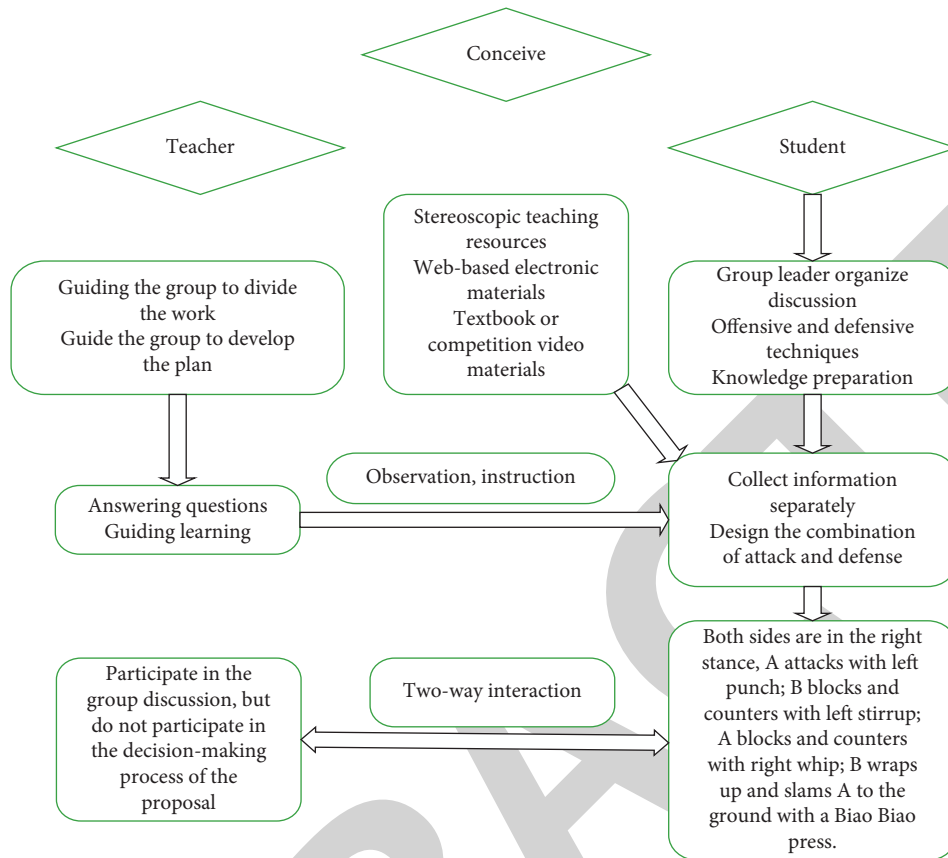 Conceive
Teacher
Student
Stereoscopic teaching
resources
Web-based electronic
materials
Textbook or
competition video
materials
Guiding the group to divide
the work
Guide the group to develop
the plan
Group leader organize
discussion
Offensive and defensive
techniques
Knowledge preparation
Observation, instruction
Answering questions
Guiding learning
Collect information
separately
Design the combination
of attack and defense
Participate in the
group discussion, but
do not participate in
the decision-making
process of the
proposal
Two-way interaction
Both sides are in the right
stance, A attacks with left
punch; B blocks and
counters with left stirrup;
A blocks and counters
with right whip; B wraps
up and slams A to the
ground with a Biao Biao
press.